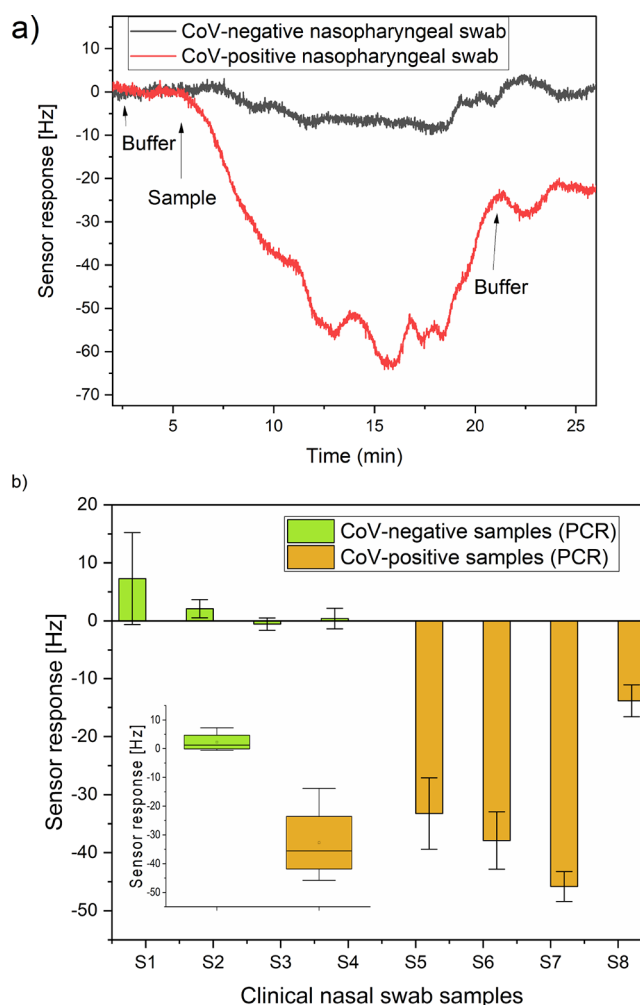 a)
CoV-negative nasopharyngeal swab
CoV-positive nasopharyngeal swab
10
0
-10
-20
-30
-40
-50
-60
-70
Sensor response [Hz]
Buffer
Sample
Buffer
5 10 15 20 25
Time (min)
b)
20
10
0
-10
-20
-30
-40
-50
Sensor response [Hz]
CoV-negative samples (PCR)
CoV-positive samples (PCR)
15
10
5
0
-5
-10
-20
-30
-40
-50
Sensor response [Hz]
S1 S2 S3 S4 S5 S6 S7 S8
Clinical nasal swab samples